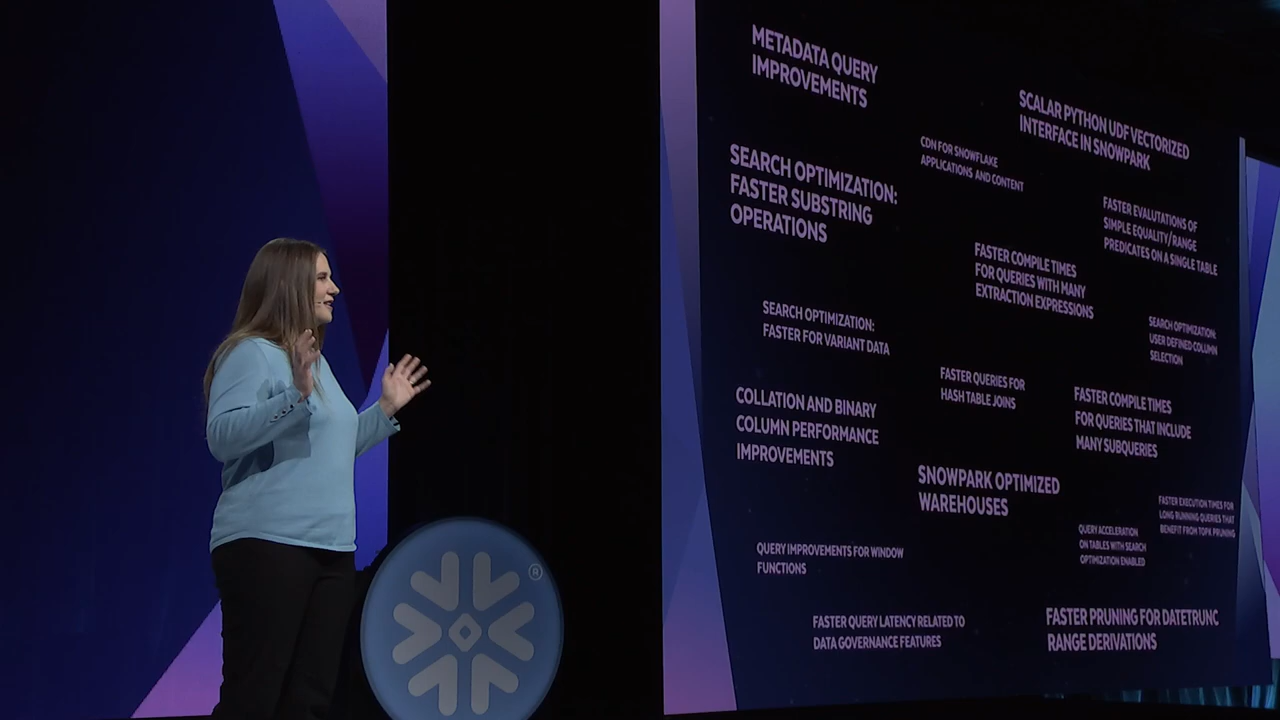 METADATA QUERY
IMPROVEMENTS
SCALAR PYTHON UDF VECTORIZED
INTERFACE IN SNOWPARK
CDN FOR SNOWFLAKE
APPLICATIONS AND CONTENT
SEARCH OPTIMIZATION:
FASTER SUBSTRING
OPERATIONS
FASTER EVALUTATIONS OF
SIMPLE EQUALITY/RANGE
PREDICATES ON A SINGLE TABLE
FASTER COMPILE TIMES
FOR QUERIES WITH MANY
EXTRACTION EXPRESSIONS
SEARCH OPTIMIZATION:
FASTER FOR VARIANT DATA
SEARCH OPTIMIZATION:
USER DEFINED COLUMN
SELECTION
FASTER QUERIES FOR
HASH TABLE JOINS
COLLATION AND BINARY
COLUMN PERFORMANCE
IMPROVEMENTS
FASTER COMPILE TIMES
FOR QUERIES THAT INCLUDE
MANY SUBQUERIES
SNOWPARK OPTIMIZED
WAREHOUSES
FASTER EXECUTION TIMES FOR
LONG RUNNING QUERIES THAT
BENEFIT FROM TOPK PRUNING
QUERY ACCELERATION
ON TABLES WITH SEARCH
OPTIMIZATION ENABLED
QUERY IMPROVEMENTS FOR WINDOW
FUNCTIONS
FASTER QUERY LATENCY RELATED TO
DATA GOVERNANCE FEATURES
FASTER PRUNING FOR DATETRUNC
RANGE DERIVATIONS
®